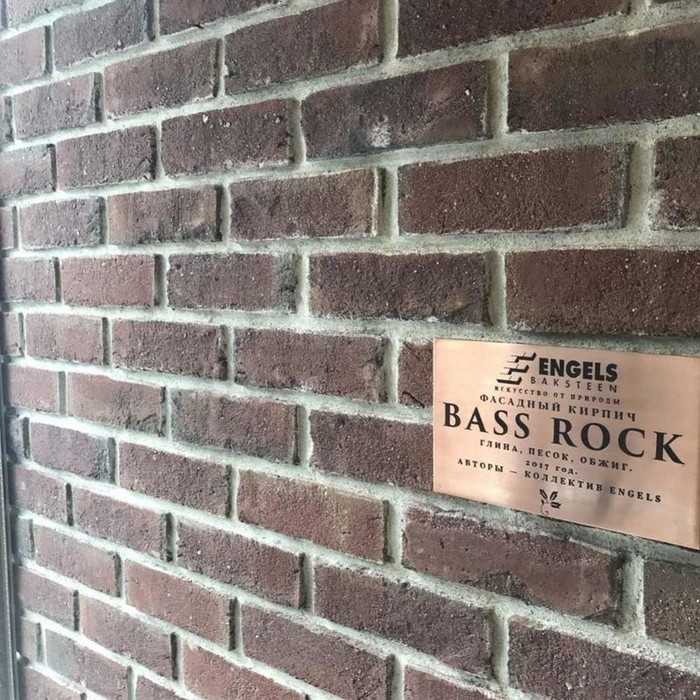 ENGELS
BAKSTEEN
ИСКУССТВО ОТ ПРИРОДЫ
ФАСАДНЫЙ КИРПИЧ
BASS ROCK
ГЛИНА, ПЕСОК, ОБЖИГ.
2017 год.
АВТОРЫ — КОЛЛЕКТИВ ENGELS